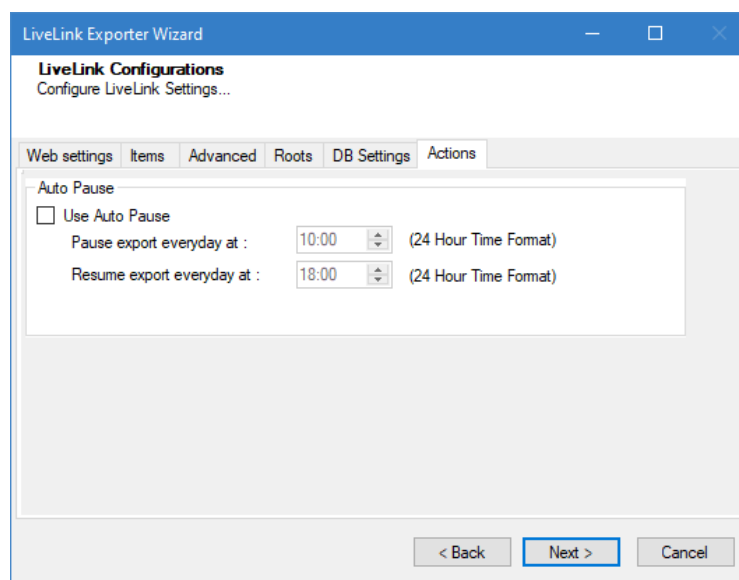 LiveLink Exporter Wizard
LiveLink Configurations
Configure LiveLink Settings...
Web settings Items Advanced Roots DB Settings Actions
Auto Pause
Use Auto Pause
Pause export everyday at : 10:00 (24 Hour Time Format)
Resume export everyday at : 18:00 (24 Hour Time Format)
< Back Next > Cancel